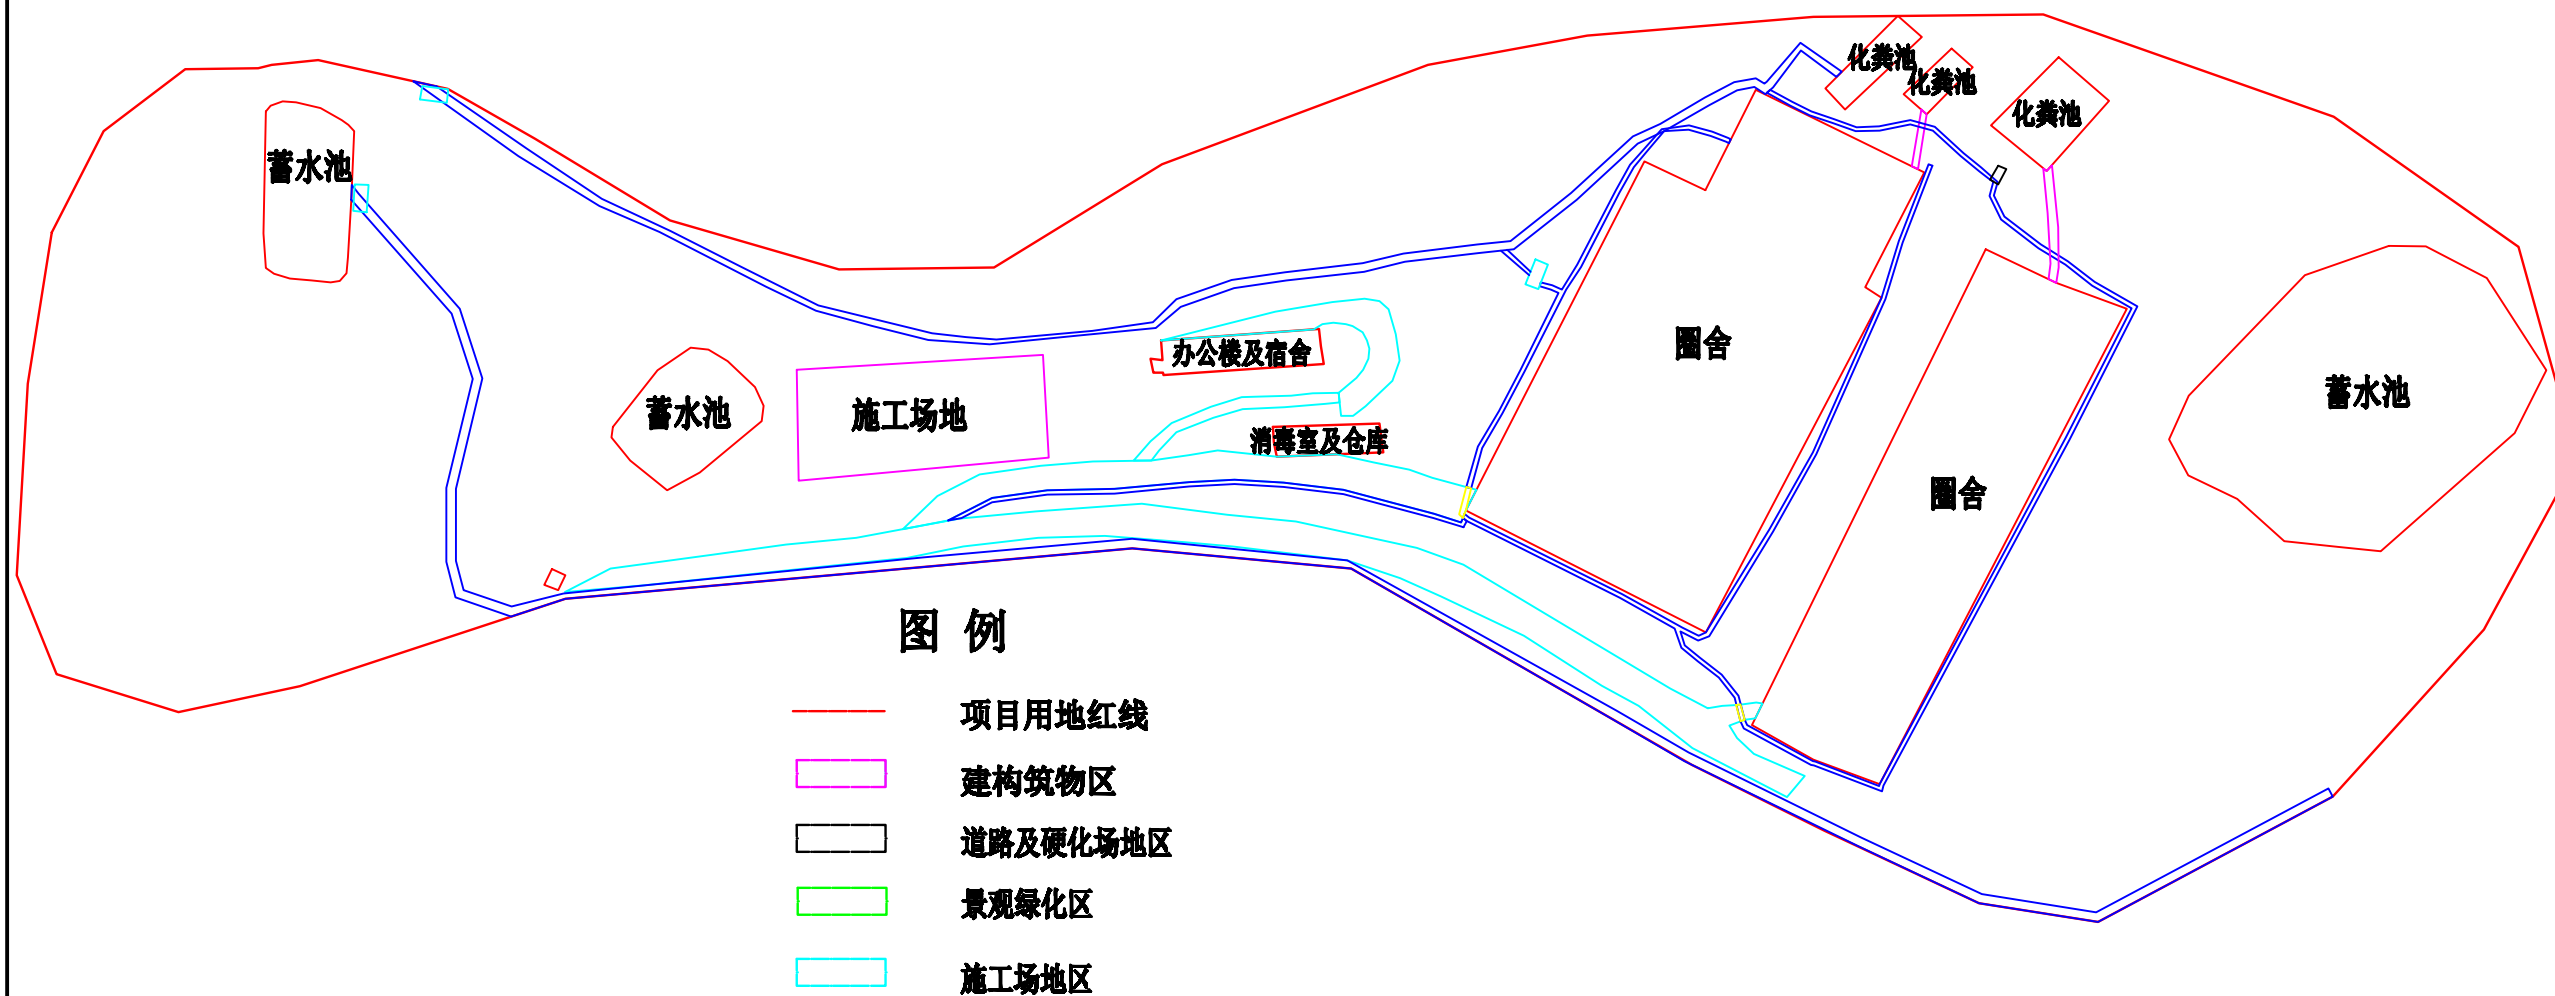 化粪池
化粪池
化粪池
蓄水池
圈舍
办公楼及宿舍
蓄水池
蓄水池
施工场地
消毒室及仓库
圈舍
图 例
项目用地红线
建构筑物区
道路及硬化场地区
景观绿化区
施工场地区